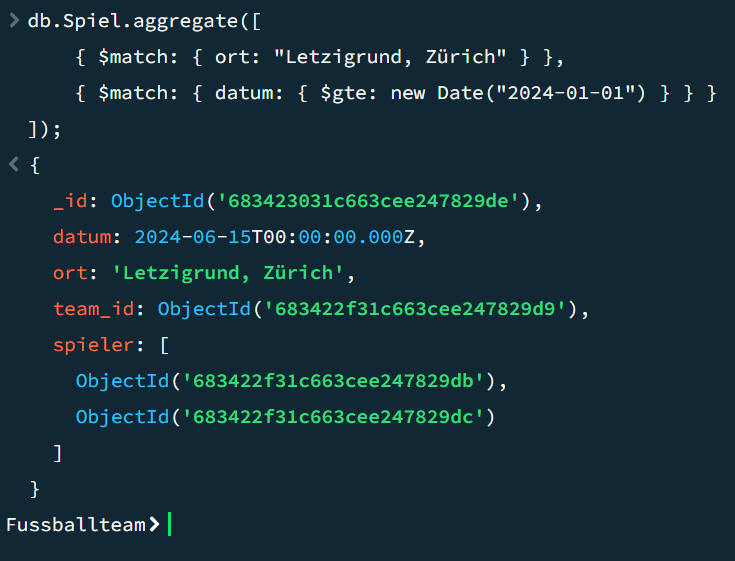 > db.Spiel.aggregate([
{ $match: { ort: "Letzigrund, Zürich" } },
{ $match: { datum: { $gte: new Date("2024-01-01") } } }
]);
< {
_id: ObjectId('683423031c663cee247829de'),
datum: 2024-06-15T00:00:00.000Z,
ort: 'Letzigrund, Zürich',
team_id: ObjectId('683422f31c663cee247829d9'),
spieler: [
ObjectId('683422f31c663cee247829db'),
ObjectId('683422f31c663cee247829dc')
]
}
Fussballteam>